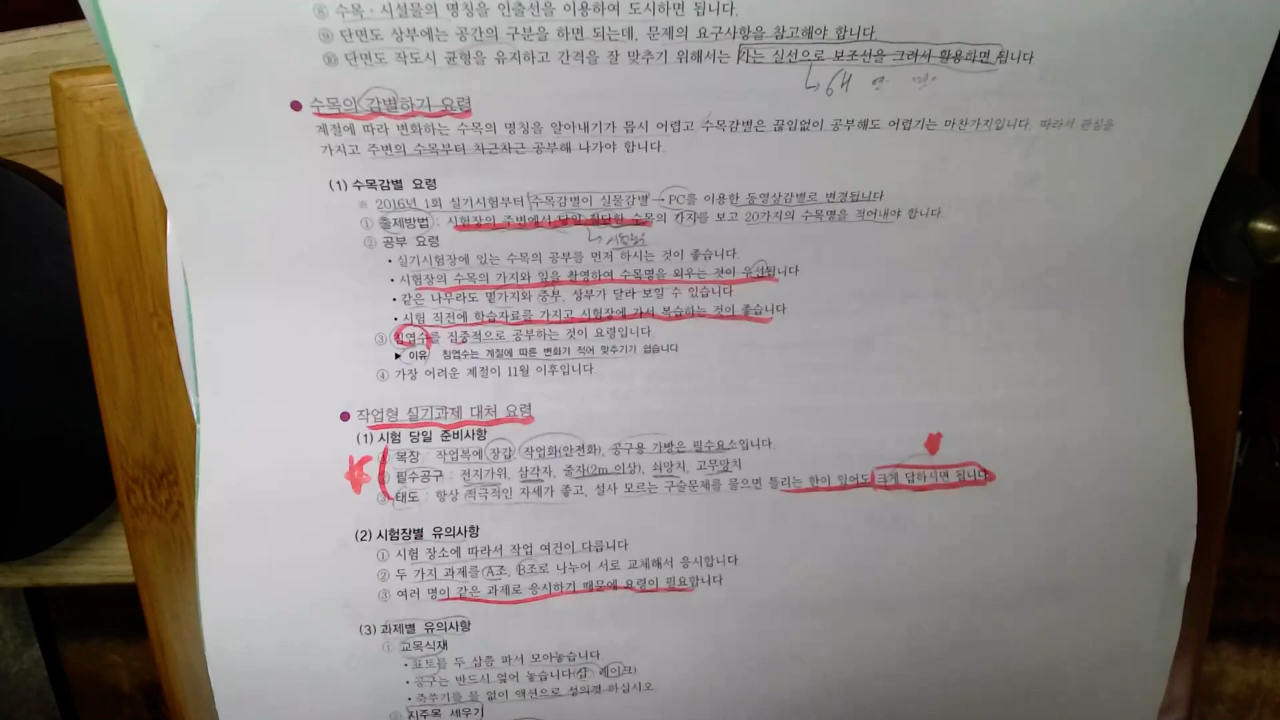 ⑧ 수목·시설물의 명칭을 인출선을 이용하여 도시하면 됩니다.
⑨ 단면도 상부에는 공간의 구분을 하면 되는데, 문제의 요구사항을 참고해야 합니다
⑩ 단면도 작도시 균형을 유지하고 간격을 잘 맞추기 위해서는 가는 실선으로 보조선을 그려서 활용하면 됩니다
● 수목의 감별하기 요령
계절에 따라 변화하는 수목의 명칭을 알아내기가 몹시 어렵고 수목감별은 끊임없이 공부해도 어렵기는 마찬가지입니다. 따라서 관심을
가지고 주변의 수목부터 차근차근 공부해 나가야 합니다.
(1) 수목감별 요령
※ 2016년 1회 실기시험부터 수목감별이 실물감별 → PC를 이용한 동영상감별로 변경됩니다
① 출제방법 : 시험장의 주변에서 당일 절단한 수목의 가지를 보고 20가지의 수목명을 적어내야 합니다.
② 공부 요령
• 실기시험장에 있는 수목의 공부를 먼저 하시는 것이 좋습니다.
• 시험장의 수목의 가지와 잎을 촬영하여 수목명을 외우는 것이 우선됩니다
• 같은 나무라도 밑가지와 중부, 상부가 달라 보일 수 있습니다
• 시험 직전에 학습자료를 가지고 시험장에 가서 복습하는 것이 좋습니다
③ 침엽수를 집중적으로 공부하는 것이 요령입니다
▶ 이유 침엽수는 계절에 따른 변화가 적어 맞추기가 쉽습니다
④ 가장 어려운 계절이 11월 이후입니다.
● 작업형 실기과제 대처 요령
(1) 시험 당일 준비사항
① 복장 : 작업복에 장갑 작업화(안전화), 공구용 가방은 필수요소입니다.
② 필수공구 : 전지가위, 삼각자, 줄자(2m 이상), 쇠망치, 고무망치
③ 태도 : 항상 적극적인 자세가 좋고, 설사 모르는 구술문제를 물으면 틀리는 한이 있어도 크게 답하시면 됩니다
(2) 시험장별 유의사항
① 시험 장소에 따라서 작업 여건이 다릅니다
② 두 가지 과제를 A조, B조로 나누어 서로 교체해서 응시합니다
③ 여러 명이 같은 과제로 응시하기 때문에 요령이 필요합니다
(3) 과제별 유의사항
① 교목식재
• 표토를 두 삽쯤 파서 모아놓습니다
• 공구는 반드시 엎어 놓습니다(삽 레이크)
• 죽쑤기를 물 없이 액션으로 성의껏 하십시오
② 지주목 세우기